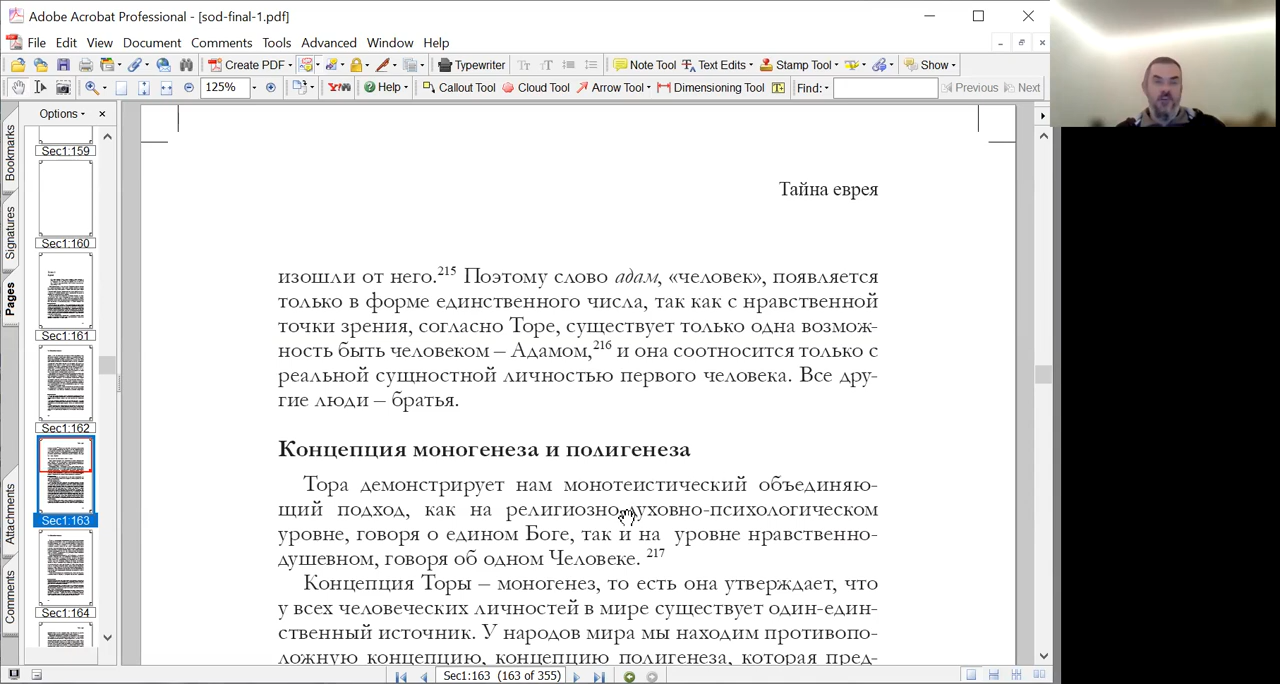 Adobe Acrobat Professional - [sod-final-1.pdf]
File Edit View Document Comments Tools Advanced Window Help
Create PDF Typewriter Note Tool Text Edits Stamp Tool Show
125% Help Callout Tool Cloud Tool Arrow Tool Dimensioning Tool Find: Previous Next
Options
Bookmarks
Signatures
Pages
Attachments
Comments
Sec1:159
Sec1:160
Sec1:161
Sec1:162
Sec1:163
Sec1:164
Тайна еврея
изошли от него.215 Поэтому слово адам, «человек», появляется
только в форме единственного числа, так как с нравственной
точки зрения, согласно Торе, существует только одна возмож-
ность быть человеком – Адамом,216 и она соотносится только с
реальной сущностной личностью первого человека. Все дру-
гие люди – братья.
Концепция моногенеза и полигенеза
Тора демонстрирует нам монотеистический объединяю-
щий подход, как на религиозно-духовно-психологическом
уровне, говоря о едином Боге, так и на уровне нравственно-
душевном, говоря об одном Человеке. 217
Концепция Торы – моногенез, то есть она утверждает, что
у всех человеческих личностей в мире существует один-един-
ственный источник. У народов мира мы находим противопо-
ложную концепцию, концепцию полигенеза, которая пред-
Sec1:163 (163 of 355)